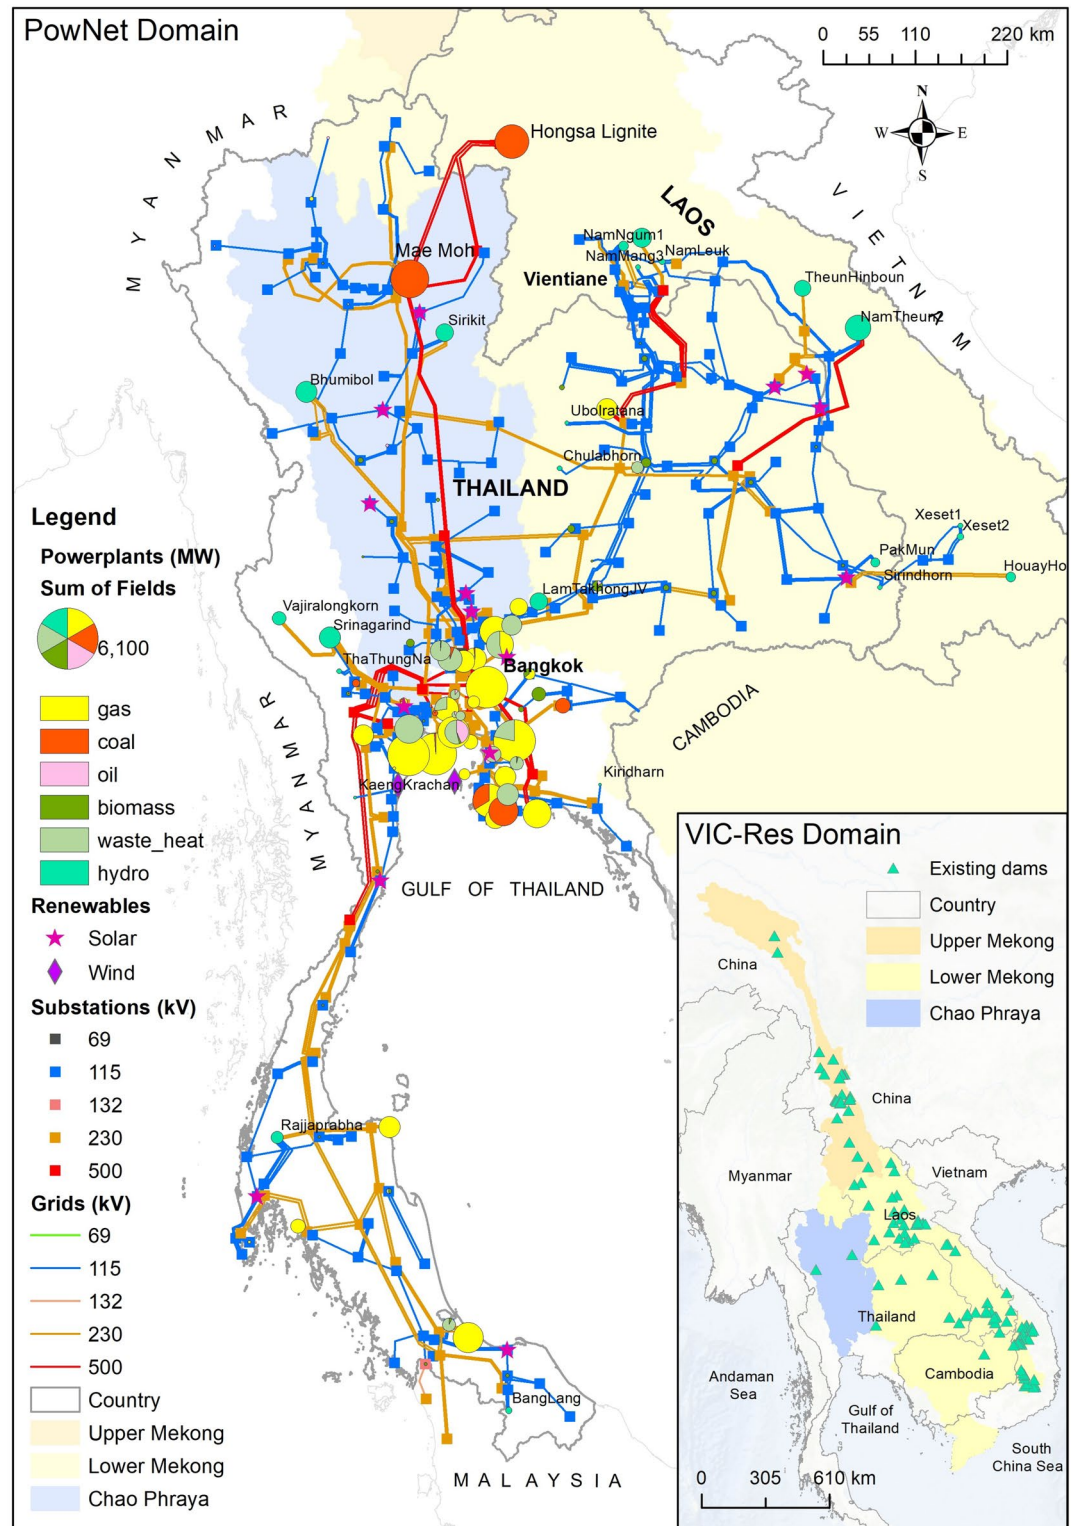 PowNet Domain
0 55 110 220 km
N
W E
S
MYANMAR
Hongsa Lignite
LAOS
VIETNAM
NamNgum1
NamMang3
NamLeuk
Mae Moh
Vientiane
TheunHinboun
NamTheun2
Sirikit
Bhumibol
Ubolratana
Chulabhorn
THAILAND
Xeset1
Xeset2
PakMun
HouayHo
Sirindhorn
LamTakhongJV
Vajiralongkorn
Srinagarind
ThaThungNa
Bangkok
CAMBODIA
MYANMAR
KaengKrachan
Kiridharn
GULF OF THAILAND
Rajjaprabha
BangLang
MALAYSIA
Legend
Powerplants (MW)
Sum of Fields
6,100
gas
coal
oil
biomass
waste_heat
hydro
Renewables
Solar
Wind
Substations (kV)
69
115
132
230
500
Grids (kV)
69
115
132
230
500
Country
Upper Mekong
Lower Mekong
Chao Phraya
VIC-Res Domain
Existing dams
Country
Upper Mekong
Lower Mekong
Chao Phraya
China
China
Myanmar
Vietnam
Laos
Thailand
Cambodia
Andaman
Sea
Gulf of
Thailand
South
China Sea
0 305 610 km